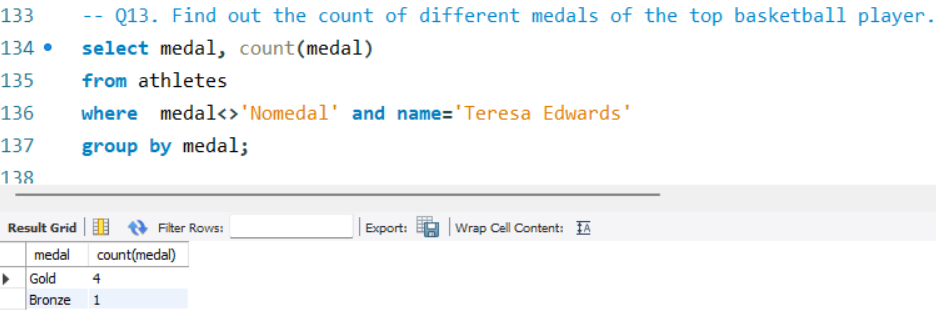 133 -- Q13. Find out the count of different medals of the top basketball player.
134 select medal, count(medal)
135 from athletes
136 where  medal<>'Nomedal' and name='Teresa Edwards'
137 group by medal;
138
Result Grid Filter Rows: Export: Wrap Cell Content: IA
medal count(medal)
Gold 4
Bronze 1